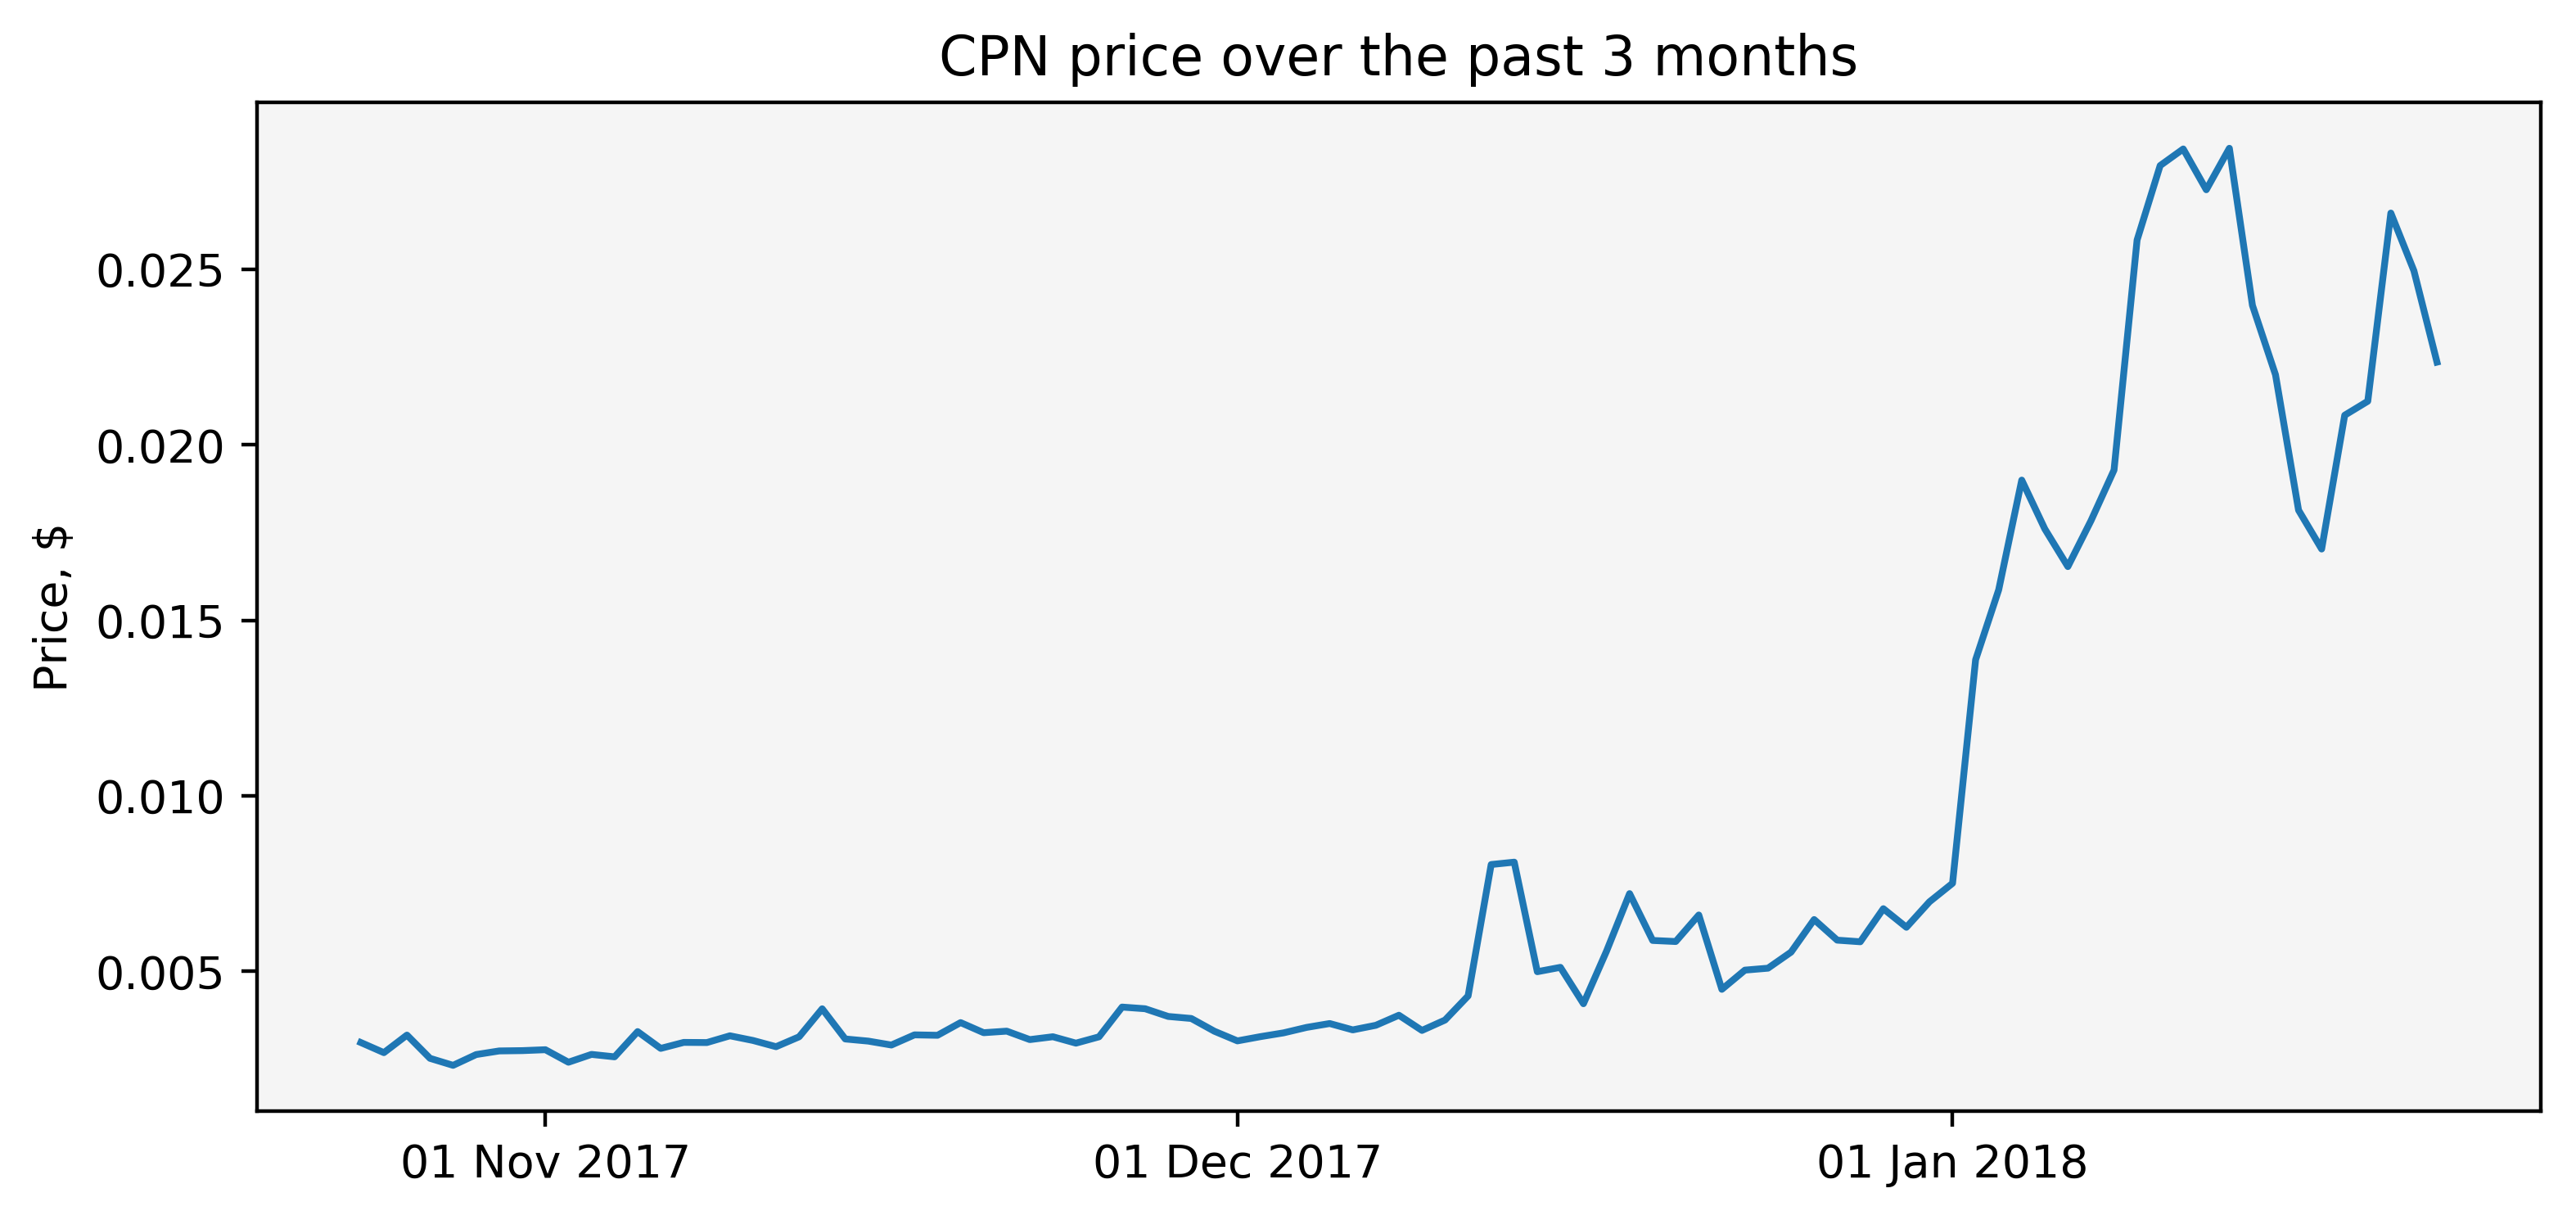 CPN price over the past 3 months
Price, $
0.025
0.020
0.015
0.010
0.005
01 Nov 2017
01 Dec 2017
01 Jan 2018